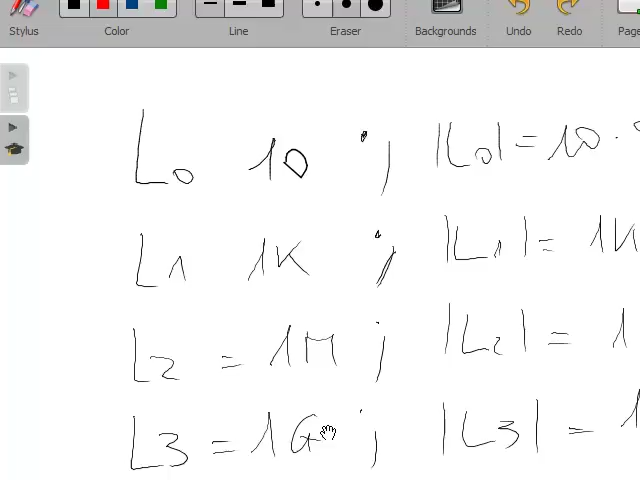 Stylus Color Line Eraser Backgrounds Undo Redo
L0 10 ; |L0| = 10 .
L1 1K ; |L1| = 1K
L2 = 1M ; |L2| = 1
L3 = 1G ; |L3| = 1